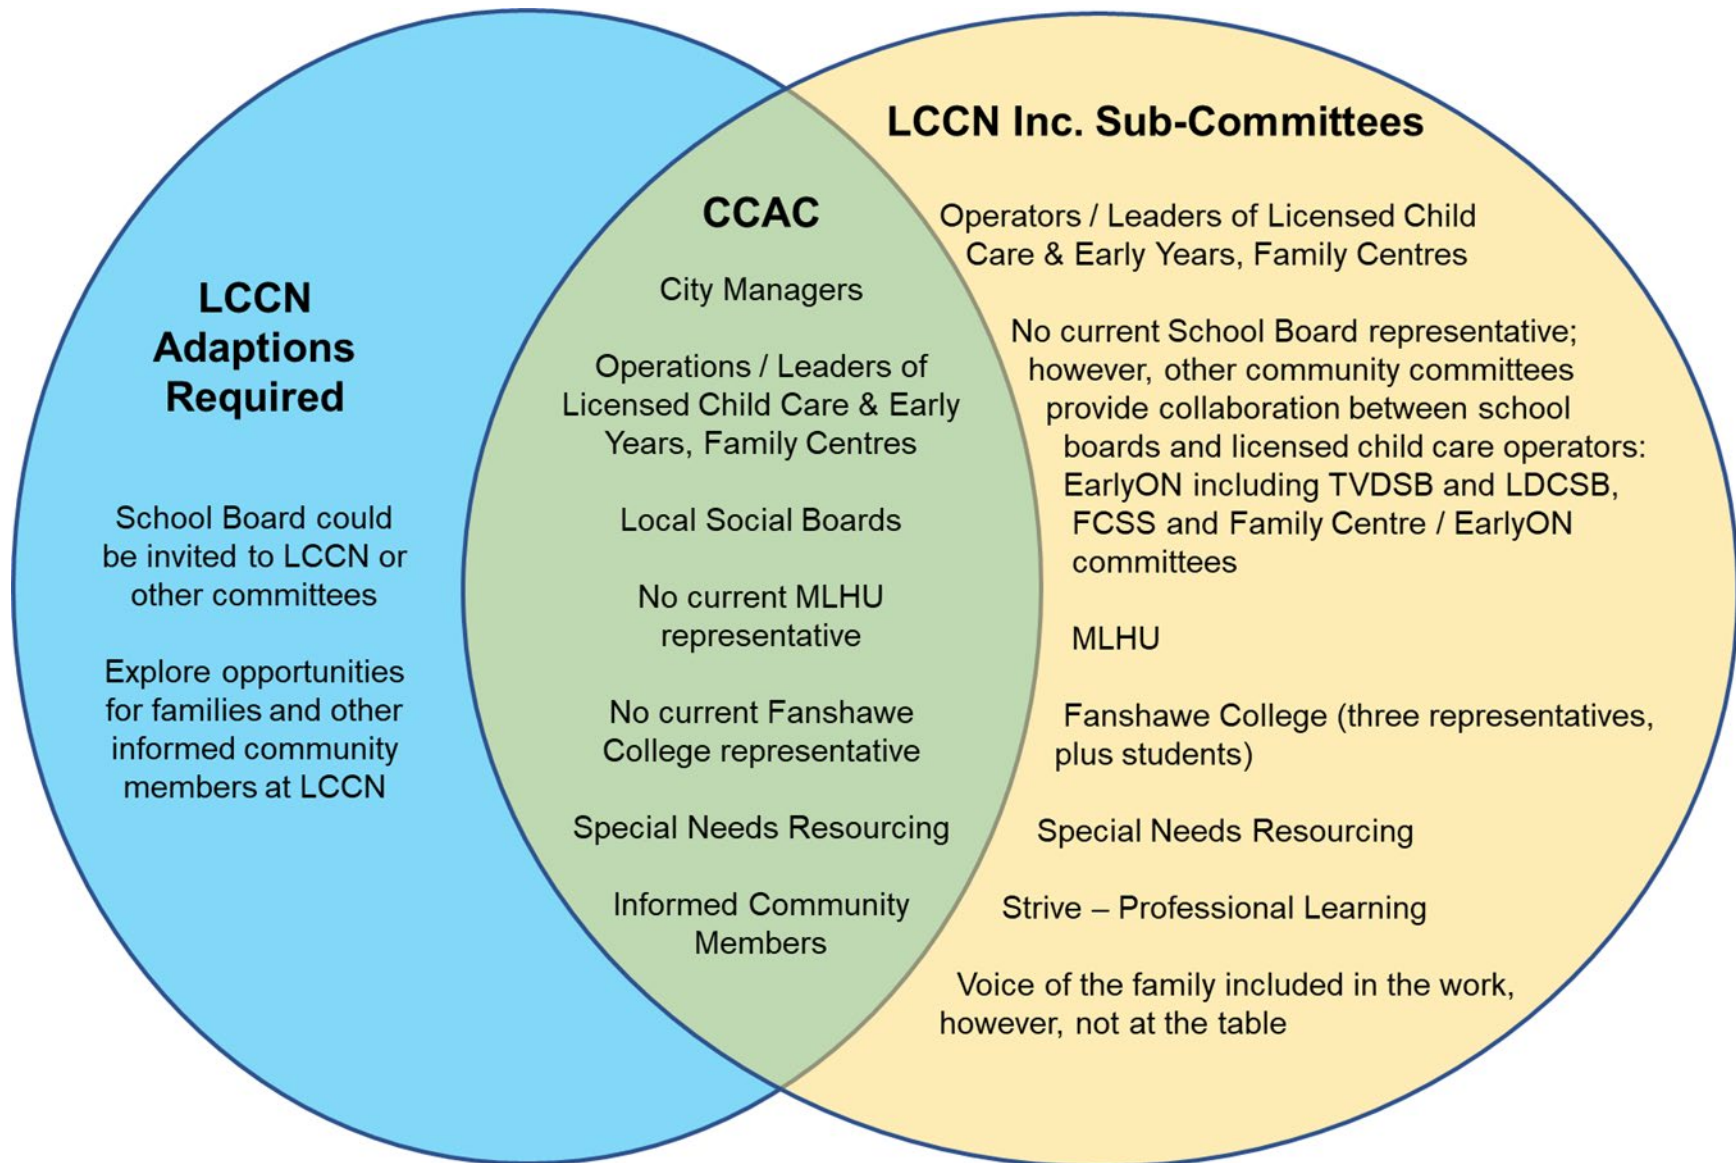 LCCN
Adaptions
Required
School Board could
be invited to LCCN or
other committees
Explore opportunities
for families and other
informed community
members at LCCN
CCAC
City Managers
Operations / Leaders of
Licensed Child Care & Early
Years, Family Centres
Local Social Boards
No current MLHU
representative
No current Fanshawe
College representative
Special Needs Resourcing
Informed Community
Members
LCCN Inc. Sub-Committees
Operators / Leaders of Licensed Child
Care & Early Years, Family Centres
No current School Board representative;
however, other community committees
provide collaboration between school
boards and licensed child care operators:
EarlyON including TVDSB and LDCSB,
FCSS and Family Centre / EarlyON
committees
MLHU
Fanshawe College (three representatives,
plus students)
Special Needs Resourcing
Strive – Professional Learning
Voice of the family included in the work,
however, not at the table